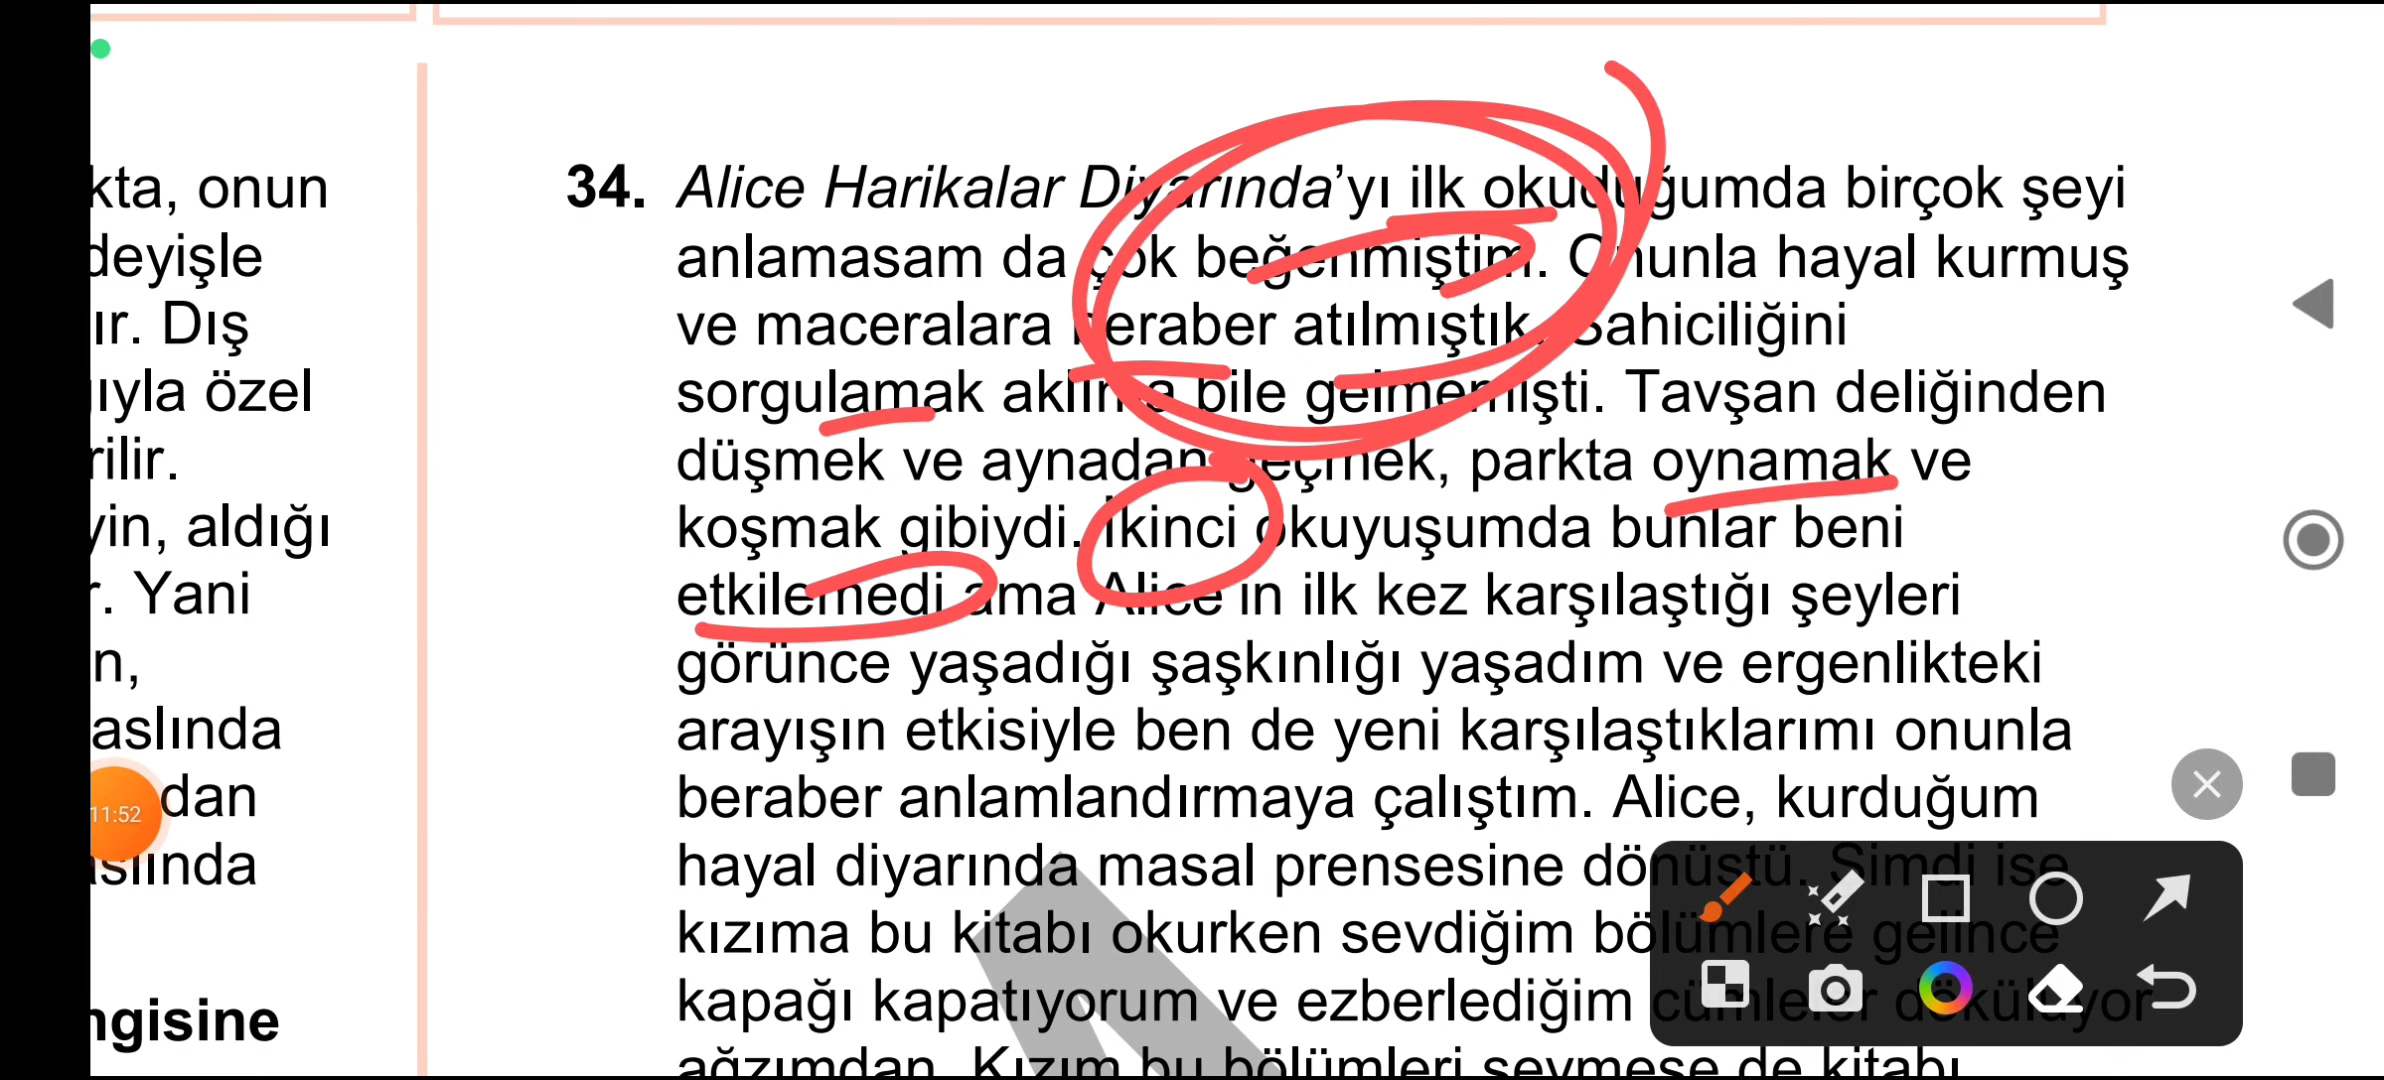 kta, onun
deyişle
ır. Dış
ıyla özel
rilir.
yin, aldığı
r. Yani
n,
aslında
dan
11:52
slında
ngisine
34. Alice Harikalar Diyarında'yı ilk okuduğumda birçok şeyi
anlamasam da çok beğenmiştim. Onunla hayal kurmuş
ve maceralara beraber atılmıştık. Sahiciliğini
sorgulamak aklıma bile gelmemişti. Tavşan deliğinden
düşmek ve aynadan geçmek, parkta oynamak ve
koşmak gibiydi. İkinci okuyuşumda bunlar beni
etkilemedi ama Alice'in ilk kez karşılaştığı şeyleri
görünce yaşadığı şaşkınlığı yaşadım ve ergenlikteki
arayışın etkisiyle ben de yeni karşılaştıklarımı onunla
beraber anlamlandırmaya çalıştım. Alice, kurduğum
hayal diyarında masal prensesine dönüştü. Şimdi ise
kızıma bu kitabı okurken sevdiğim bölümlere gelince
kapağı kapatıyorum ve ezberlediğim cümleler dökülüyor
ağzımdan. Kızım bu bölümleri sevmese de kitabı